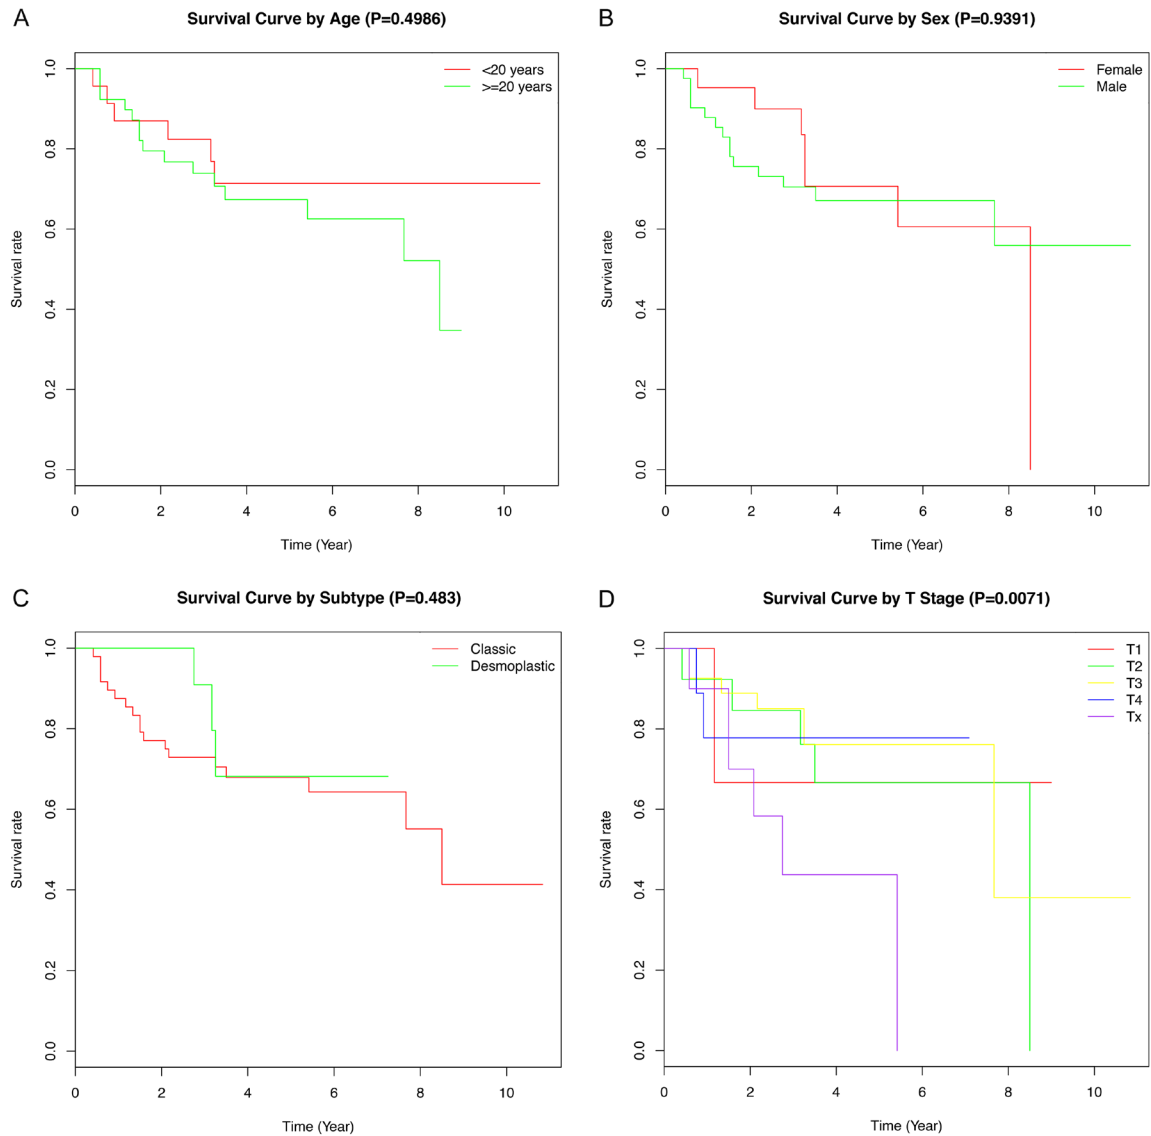 A
Survival Curve by Age (P=0.4986)
<20 years
>=20 years
1.0
0.8
0.6
0.4
0.2
0.0
Survival rate
0 2 4 6 8 10
Time (Year)
B
Survival Curve by Sex (P=0.9391)
Female
Male
1.0
0.8
0.6
0.4
0.2
0.0
Survival rate
0 2 4 6 8 10
Time (Year)
C
Survival Curve by Subtype (P=0.483)
Classic
Desmoplastic
1.0
0.8
0.6
0.4
0.2
0.0
Survival rate
0 2 4 6 8 10
Time (Year)
D
Survival Curve by T Stage (P=0.0071)
T1
T2
T3
T4
Tx
1.0
0.8
0.6
0.4
0.2
0.0
Survival rate
0 2 4 6 8 10
Time (Year)